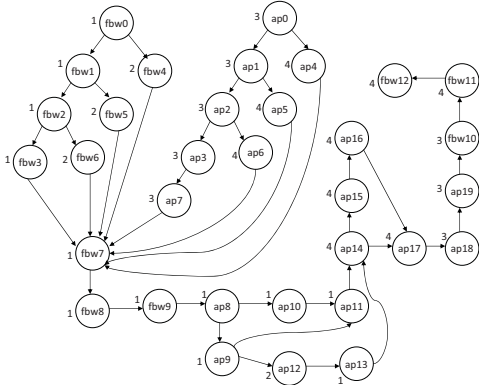 1 fbw0
3 ap0
1 fbw1
2 fbw4
3 ap1
4 ap4
4 fbw12
4 fbw11
1 fbw2
2 fbw5
3 ap2
4 ap5
1 fbw3
2 fbw6
3 ap3
4 ap6
4 ap16
3 fbw10
3 ap7
4 ap15
3 ap19
1 fbw7
4 ap14
4 ap17
3 ap18
1 fbw8
1 fbw9
1 ap8
1 ap10
1 ap11
1 ap9
2 ap12
1 ap13